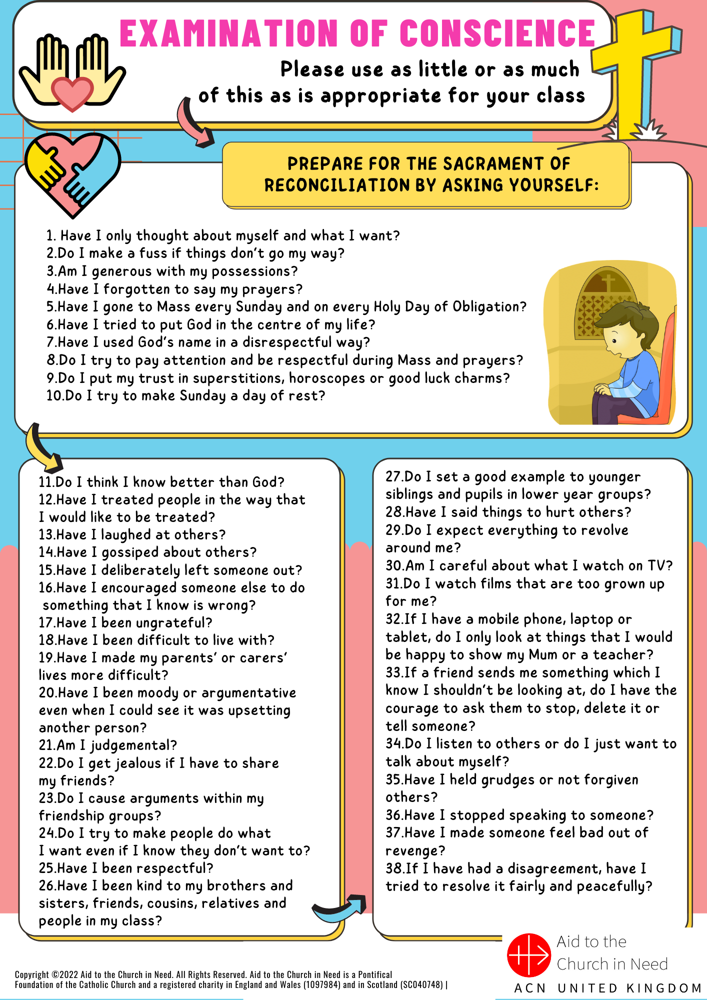 EXAMINATION OF CONSCIENCE
Please use as little or as much
of this as is appropriate for your class
PREPARE FOR THE SACRAMENT OF
RECONCILIATION BY ASKING YOURSELF:
1. Have I only thought about myself and what I want?
2.Do I make a fuss if things don't go my way?
3.Am I generous with my possessions?
4.Have I forgotten to say my prayers?
5.Have I gone to Mass every Sunday and on every Holy Day of Obligation?
6.Have I tried to put God in the centre of my life?
7.Have I used God's name in a disrespectful way?
8.Do I try to pay attention and be respectful during Mass and prayers?
9.Do I put my trust in superstitions, horoscopes or good luck charms?
10.Do I try to make Sunday a day of rest?
11.Do I think I know better than God?
12.Have I treated people in the way that
I would like to be treated?
13.Have I laughed at others?
14.Have I gossiped about others?
15.Have I deliberately left someone out?
16.Have I encouraged someone else to do
something that I know is wrong?
17.Have I been ungrateful?
18.Have I been difficult to live with?
19.Have I made my parents' or carers'
lives more difficult?
20.Have I been moody or argumentative
even when I could see it was upsetting
another person?
21.Am I judgemental?
22.Do I get jealous if I have to share
my friends?
23.Do I cause arguments within my
friendship groups?
24.Do I try to make people do what
I want even if I know they don't want to?
25.Have I been respectful?
26.Have I been kind to my brothers and
sisters, friends, cousins, relatives and
people in my class?
27.Do I set a good example to younger
siblings and pupils in lower year groups?
28.Have I said things to hurt others?
29.Do I expect everything to revolve
around me?
30.Am I careful about what I watch on TV?
31.Do I watch films that are too grown up
for me?
32.If I have a mobile phone, laptop or
tablet, do I only look at things that I would
be happy to show my Mum or a teacher?
33.If a friend sends me something which I
know I shouldn't be looking at, do I have the
courage to ask them to stop, delete it or
tell someone?
34.Do I listen to others or do I just want to
talk about myself?
35.Have I held grudges or not forgiven
others?
36.Have I stopped speaking to someone?
37.Have I made someone feel bad out of
revenge?
38.If I have had a disagreement, have I
tried to resolve it fairly and peacefully?
Aid to the
Church in Need
ACN UNITED KINGDOM
Copyright ©2022 Aid to the Church in Need. All Rights Reserved. Aid to the Church in Need is a Pontifical
Foundation of the Catholic Church and a registered charity in England and Wales (1097984) and in Scotland (SC040748) |